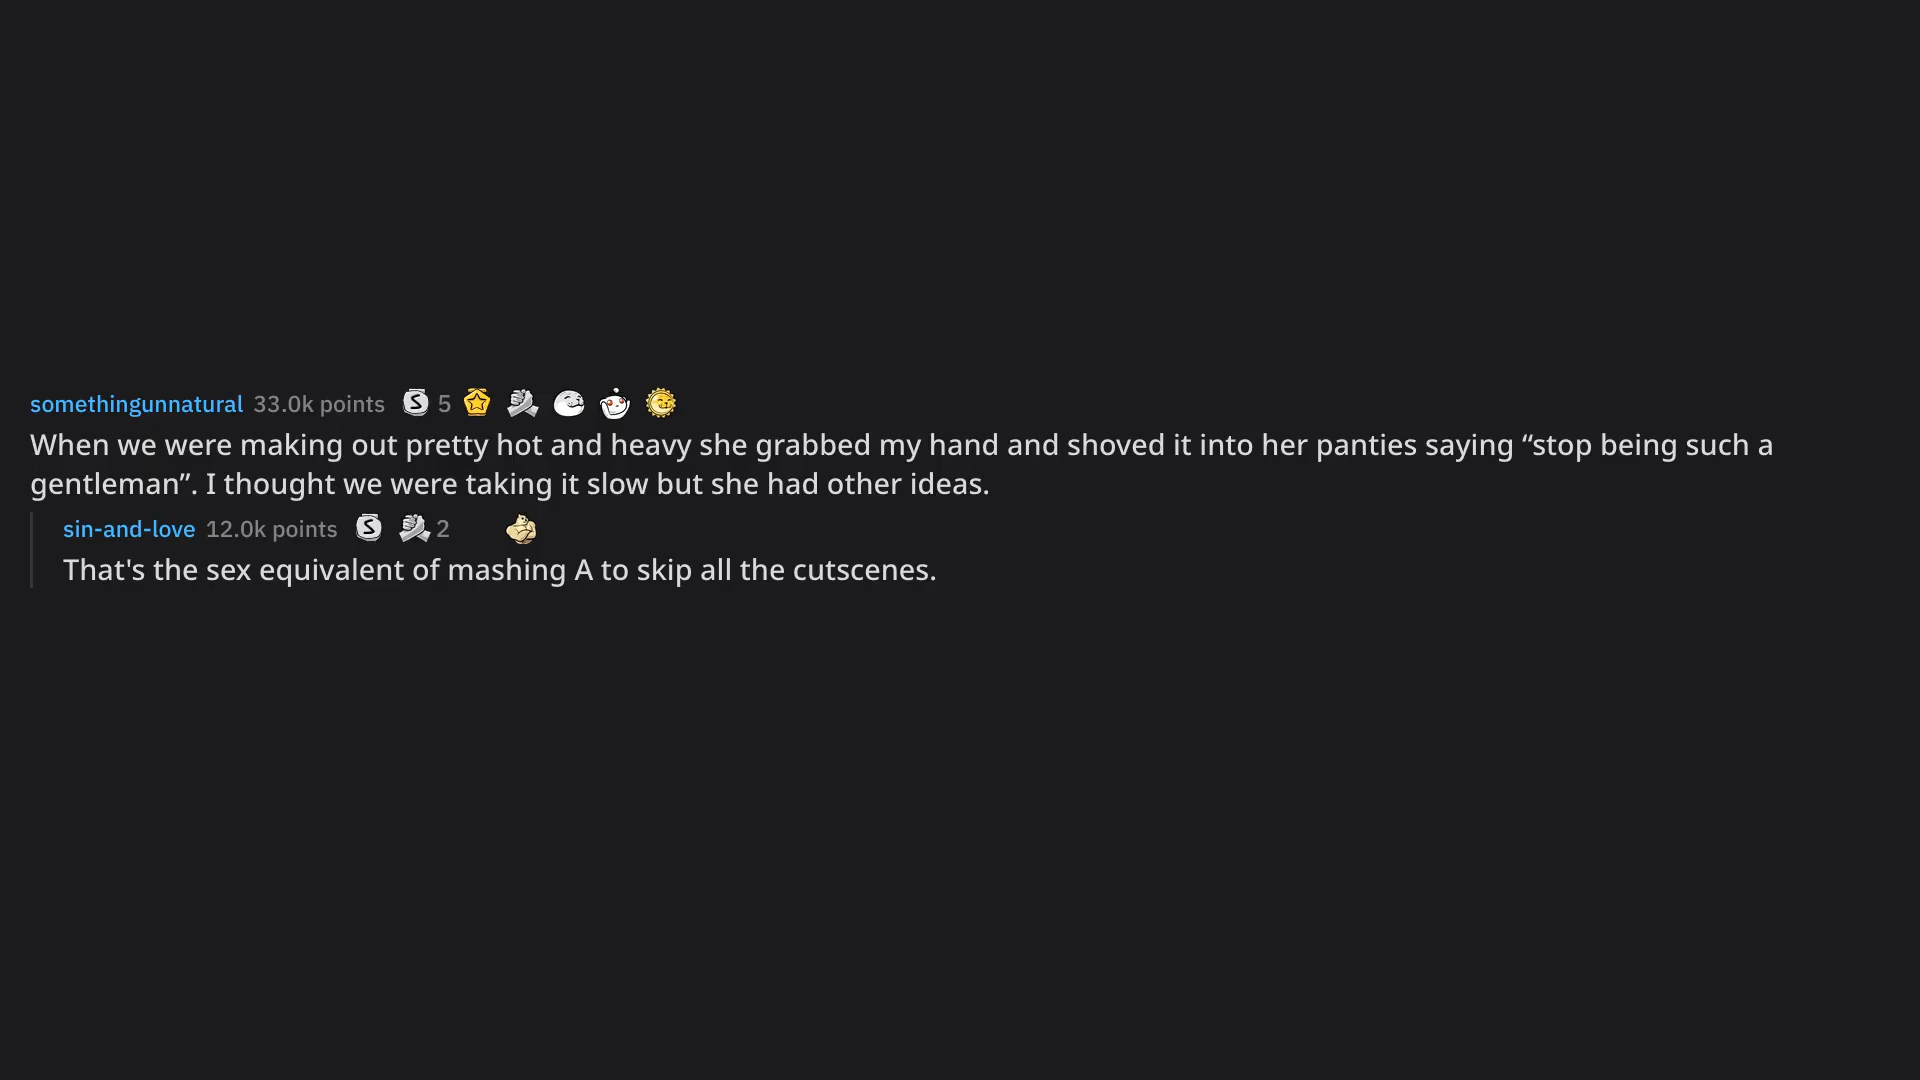 somethingunnatural 33.0k points S 5
When we were making out pretty hot and heavy she grabbed my hand and shoved it into her panties saying “stop being such a
gentleman”. I thought we were taking it slow but she had other ideas.
sin-and-love 12.0k points S 2
That's the sex equivalent of mashing A to skip all the cutscenes.